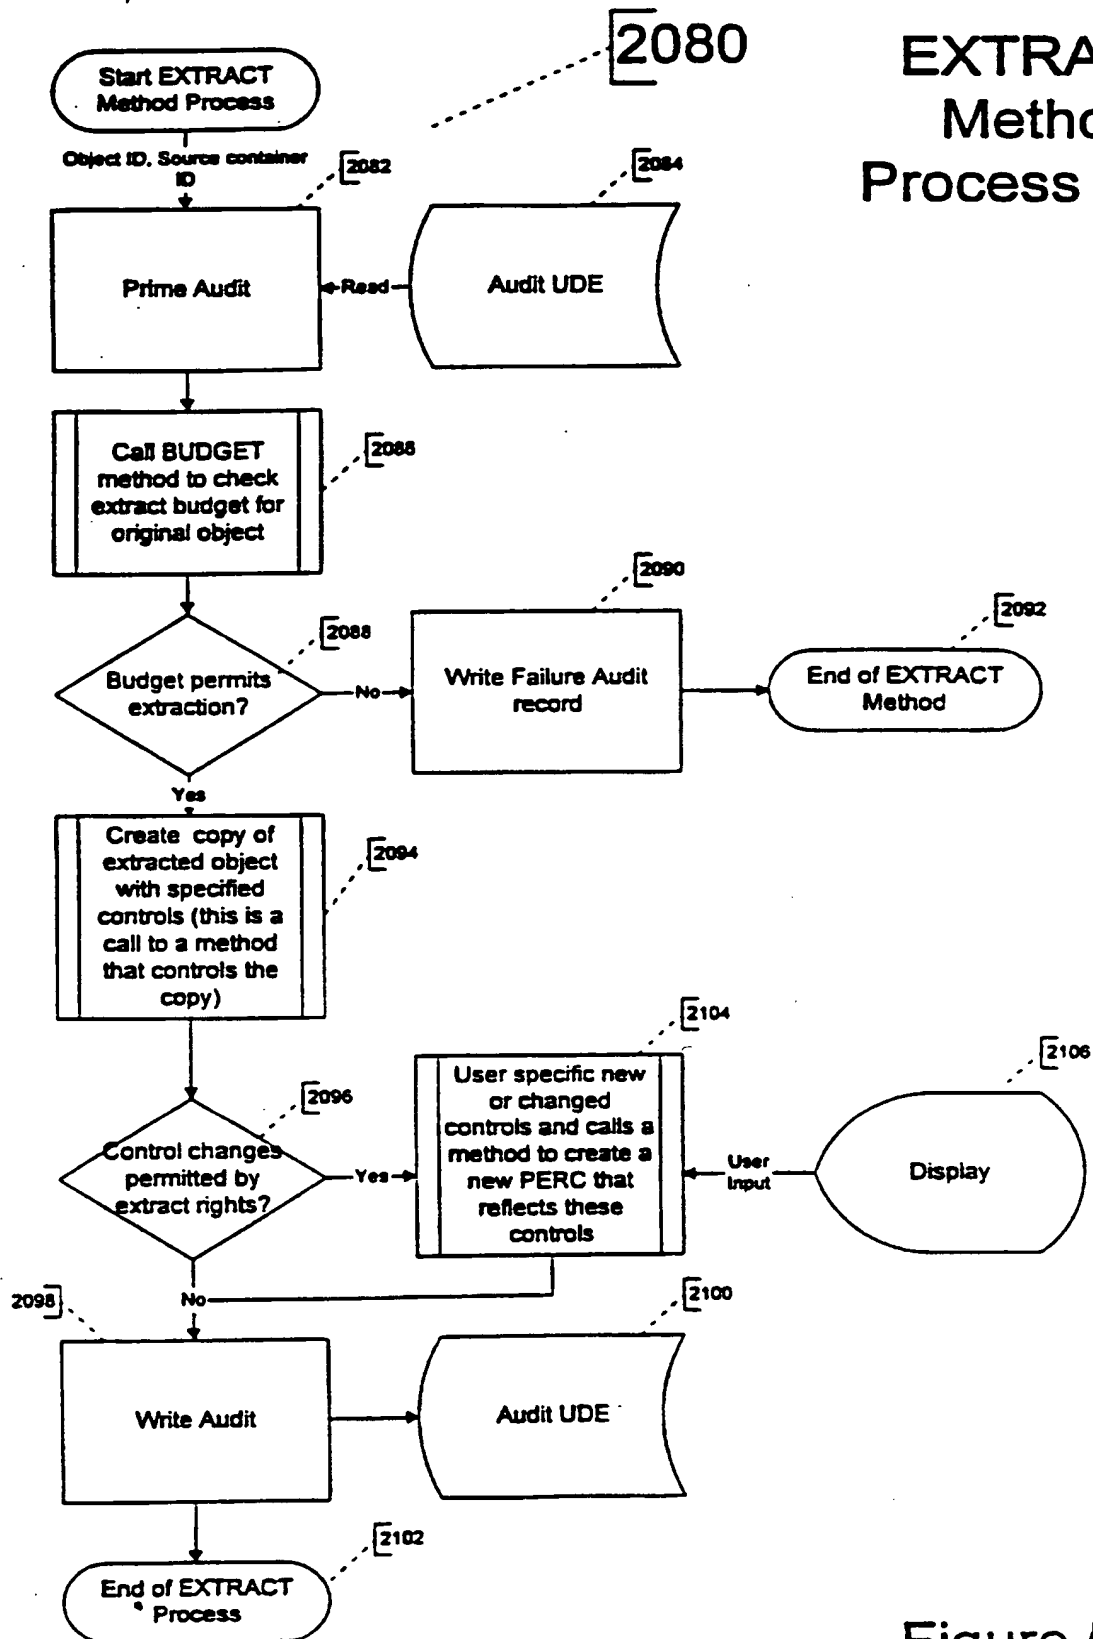 2080
EXTRA
Metho
Process
Start EXTRACT
Method Process
Object ID, Source container
ID
2082
2084
Prime Audit
Read
Audit UDE
Call BUDGET
method to check
extract budget for
original object
2086
2088
Budget permits
extraction?
No
2090
Write Failure Audit
record
2092
End of EXTRACT
Method
Yes
Create copy of
extracted object
with specified
controls (this is a
call to a method
that controls the
copy)
2094
2096
Control changes
permitted by
extract rights?
Yes
2104
User specific new
or changed
controls and calls a
method to create a
new PERC that
reflects these
controls
User
Input
2106
Display
No
2098
2100
Write Audit
Audit UDE
2102
End of EXTRACT
Process
Figure